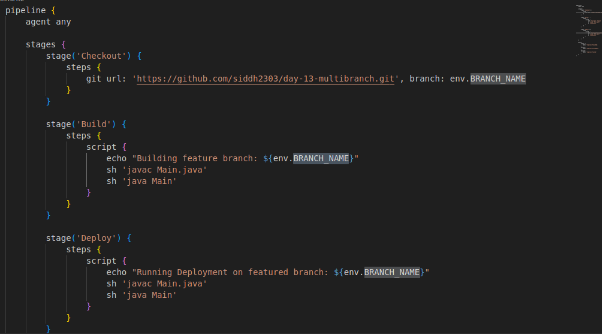 pipeline {
    agent any
    stages {
        stage('Checkout') {
            steps {
                git url: 'https://github.com/siddh2303/day-13-multibranch.git', branch: env.BRANCH_NAME
            }
        }
        stage('Build') {
            steps {
                script {
                    echo "Building feature branch: ${env.BRANCH_NAME}"
                    sh 'javac Main.java'
                    sh 'java Main'
                }
            }
        }
        stage('Deploy') {
            steps {
                script {
                    echo "Running Deployment on featured branch: ${env.BRANCH_NAME}"
                    sh 'javac Main.java'
                    sh 'java Main'
                }
            }
        }